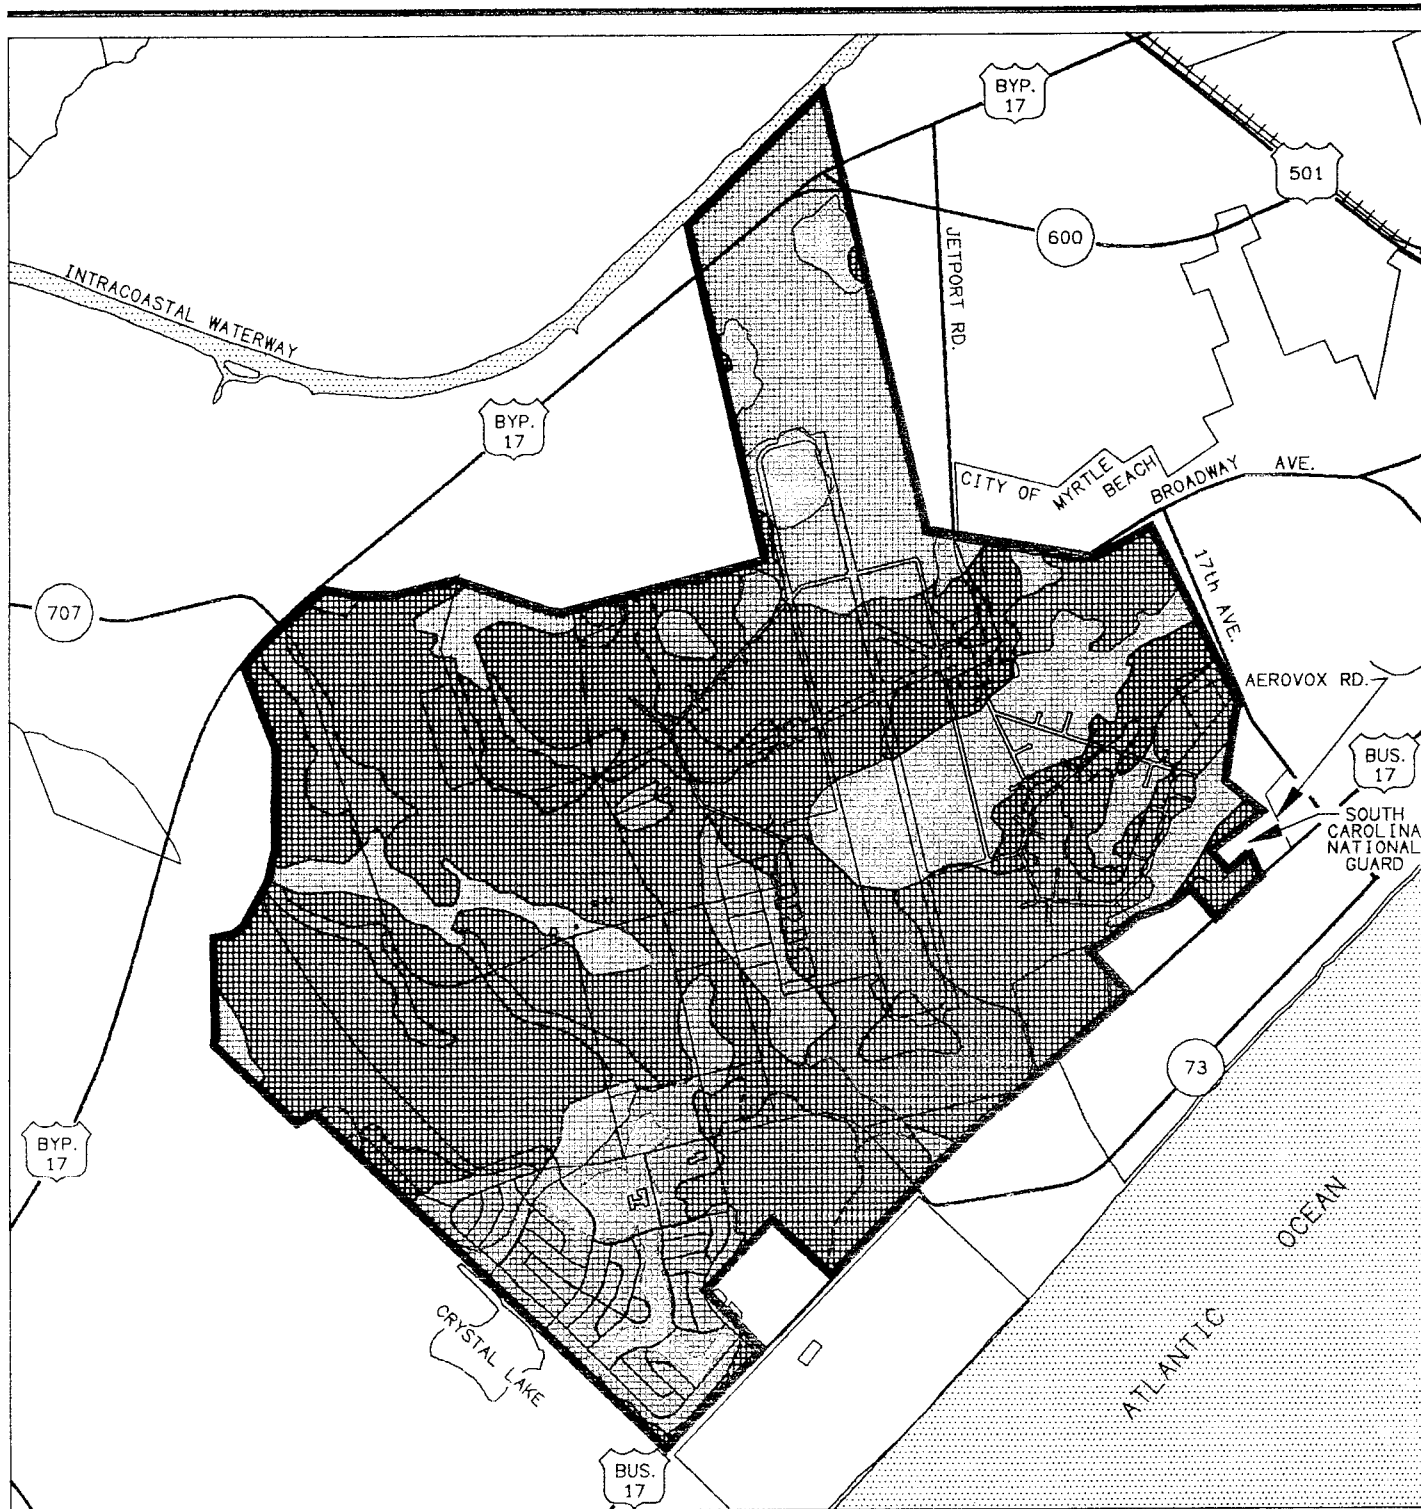 BYP.
17
501
600
JETPORT RD.
INTRACOASTAL WATERWAY
BYP.
17
CITY OF MYRTLE
BEACH
BROADWAY AVE.
17th AVE.
707
AEROVOX RD.
BUS.
17
SOUTH
CAROLINA
NATIONAL
GUARD
73
BYP.
17
ATLANTIC OCEAN
CRYSTAL LAKE
BUS.
17